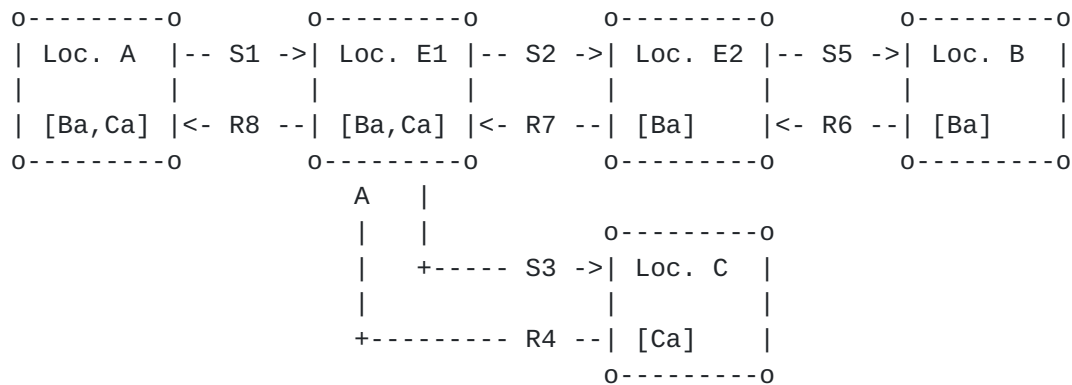 o---------o        o---------o        o---------o        o---------o
| Loc. A  |-- S1 ->| Loc. E1 |-- S2 ->| Loc. E2 |-- S5 ->| Loc. B  |
|         |        |         |        |         |        |         |
| [Ba,Ca] |<- R8 --| [Ba,Ca] |<- R7 --| [Ba]    |<- R6 --| [Ba]    |
o---------o        o---------o        o---------o        o---------o
                      A   |
                      |   |           o---------o
                      |   +----- S3 ->| Loc. C  |
                      |               |         |
                      +--------- R4 --| [Ca]    |
                                      o---------o